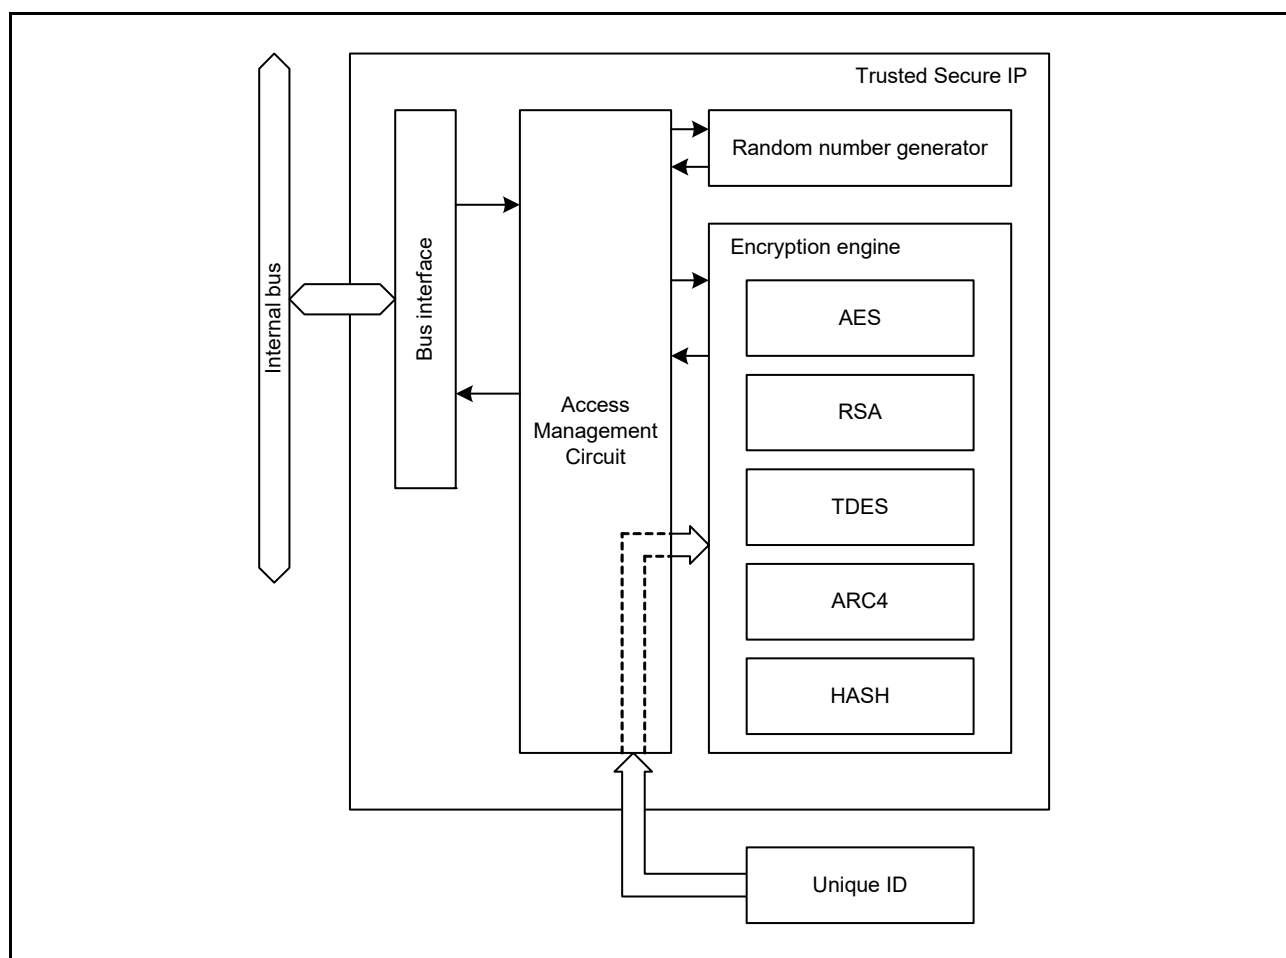 Trusted Secure IP
Internal bus
Bus interface
Access
Management
Circuit
Random number generator
Encryption engine
AES
RSA
TDES
ARC4
HASH
Unique ID